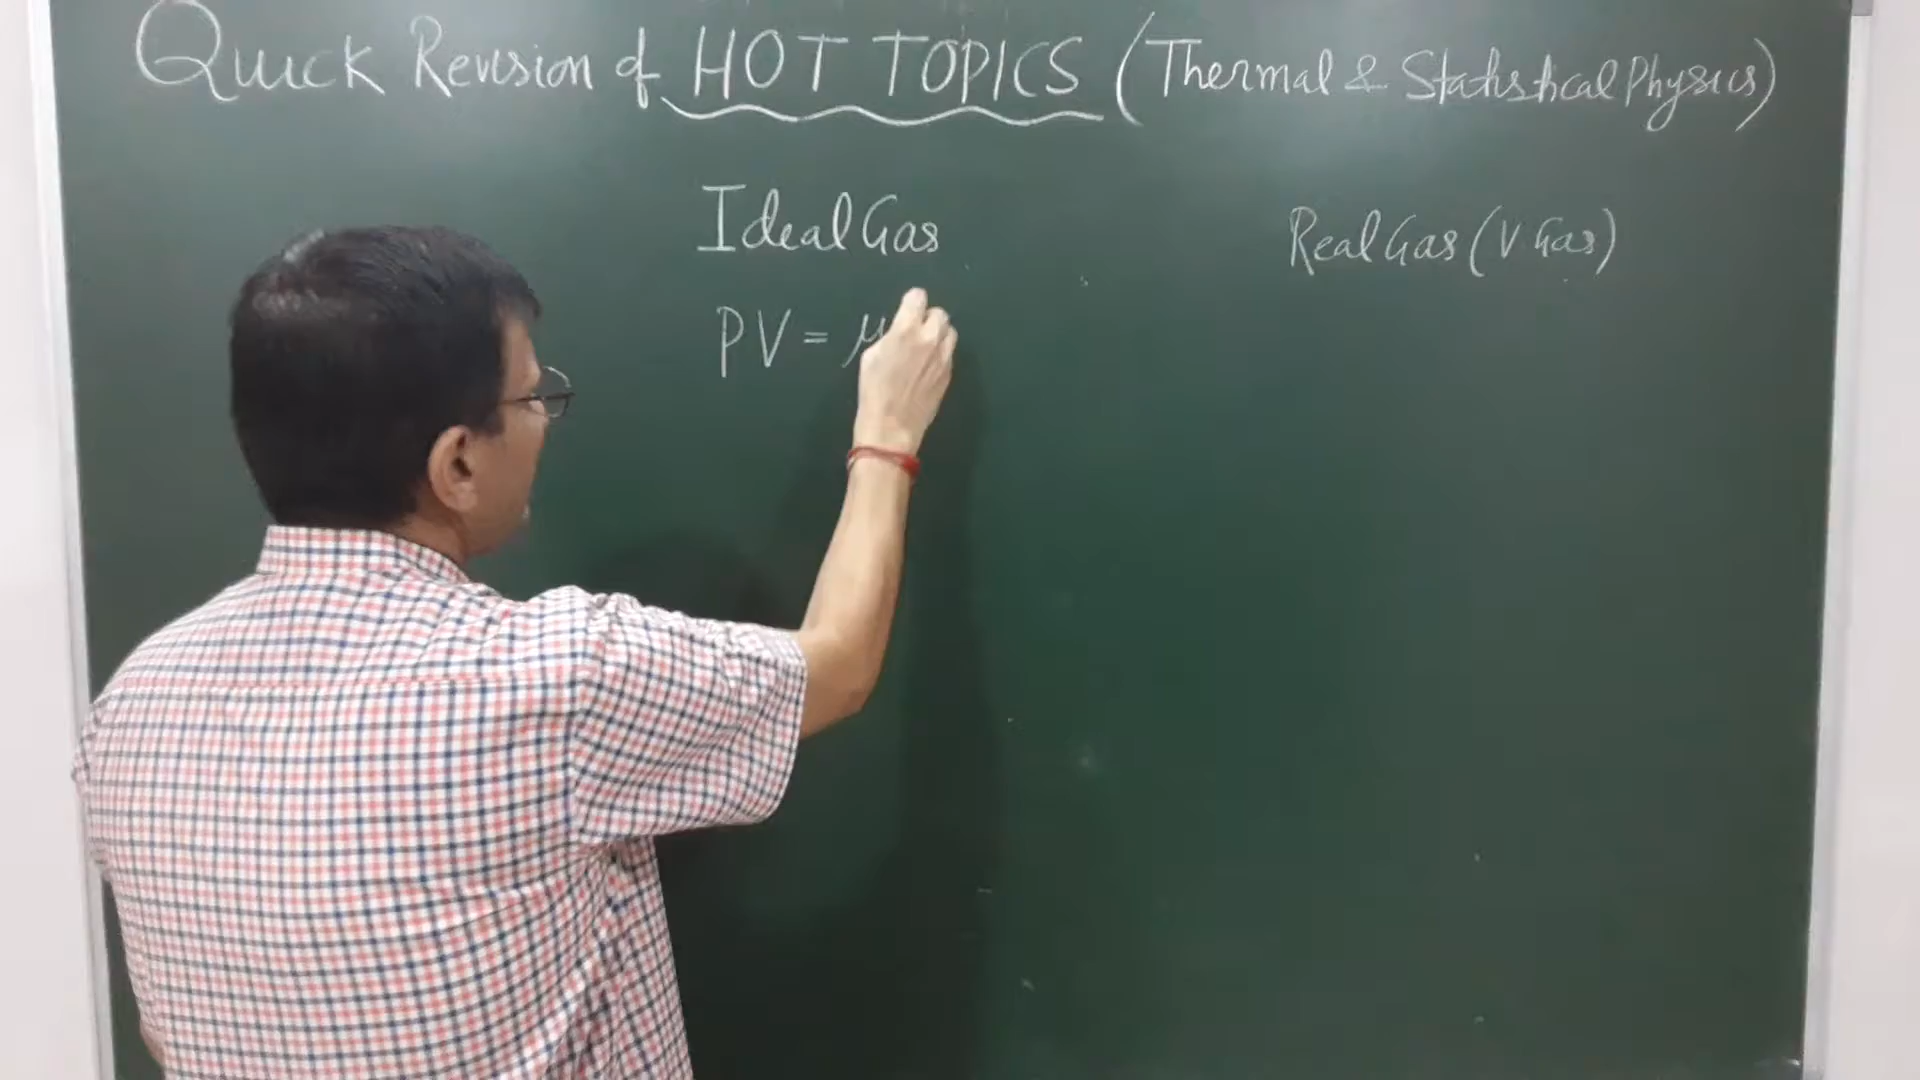 Quick Revision of HOT TOPICS (Thermal & Statistical Physics)
Ideal Gas
Real Gas (V Gas)
PV = μ